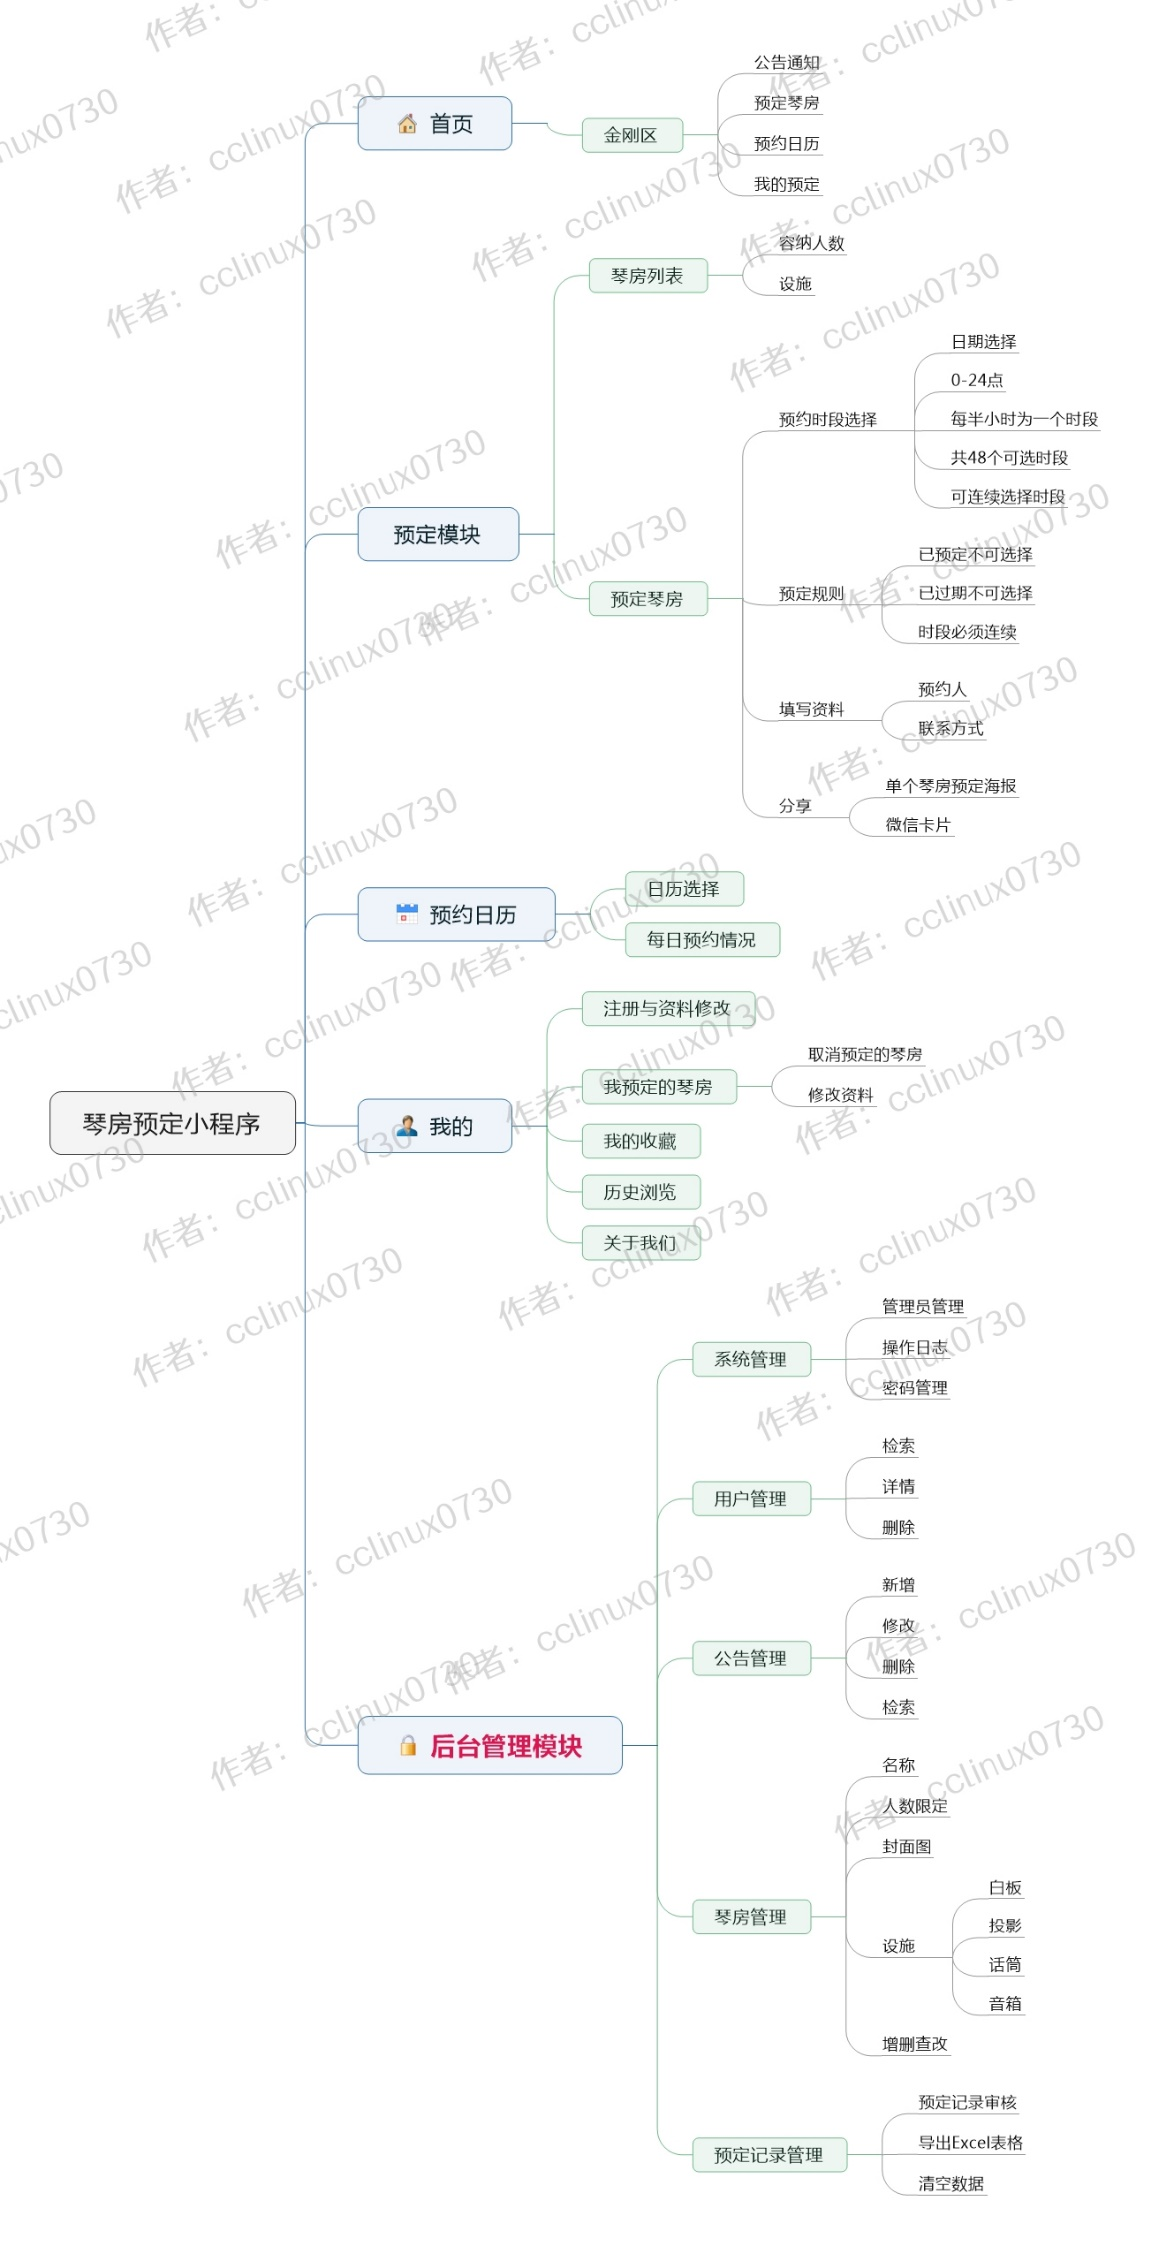 琴房预定小程序
首页
金刚区
公告通知
预定琴房
预约日历
我的预定
预定模块
琴房列表
容纳人数
设施
预定琴房
预约时段选择
日期选择
0-24点
每半小时为一个时段
共48个可选时段
可连续选择时段
预定规则
已预定不可选择
已过期不可选择
时段必须连续
填写资料
预约人
联系方式
分享
单个琴房预定海报
微信卡片
预约日历
日历选择
每日预约情况
我的
注册与资料修改
我预定的琴房
取消预定的琴房
修改资料
我的收藏
历史浏览
关于我们
后台管理模块
系统管理
管理员管理
操作日志
密码管理
用户管理
检索
详情
删除
公告管理
新增
修改
删除
检索
琴房管理
名称
人数限定
封面图
设施
白板
投影
话筒
音箱
增删查改
预定记录管理
预定记录审核
导出Excel表格
清空数据
作者：cclinux0730